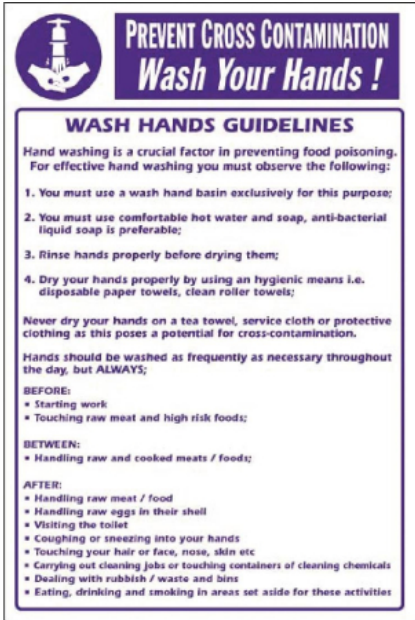 PREVENT CROSS CONTAMINATION
Wash Your Hands !
WASH HANDS GUIDELINES
Hand washing is a crucial factor in preventing food poisoning.
For effective hand washing you must observe the following:
1. You must use a wash hand basin exclusively for this purpose;
2. You must use comfortable hot water and soap, anti-bacterial
liquid soap is preferable;
3. Rinse hands properly before drying them;
4. Dry your hands properly by using an hygienic means i.e.
disposable paper towels, clean roller towels;
Never dry your hands on a tea towel, service cloth or protective
clothing as this poses a potential for cross-contamination.
Hands should be washed as frequently as necessary throughout
the day, but ALWAYS;
BEFORE:
▪ Starting work
▪ Touching raw meat and high risk foods;
BETWEEN:
▪ Handling raw and cooked meats / foods;
AFTER:
▪ Handling raw meat / food
▪ Handling raw eggs in their shell
▪ Visiting the toilet
▪ Coughing or sneezing into your hands
▪ Touching your hair or face, nose, skin etc
▪ Carrying out cleaning jobs or touching containers of cleaning chemicals
▪ Dealing with rubbish / waste and bins
▪ Eating, drinking and smoking in areas set aside for these activities